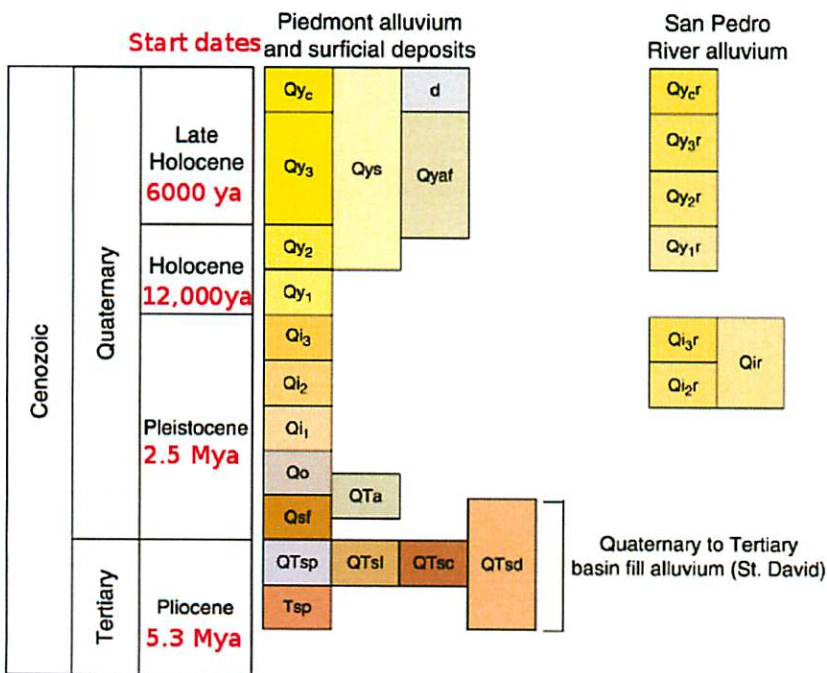 Start dates
Piedmont alluvium
and surficial deposits
San Pedro
River alluvium
Cenozoic
Quaternary
Tertiary
Late
Holocene
6000 ya
Holocene
12,000ya
Pleistocene
2.5 Mya
Pliocene
5.3 Mya
Qyc
d
Qy3
Qys
Qyaf
Qy2
Qy1
Qi3
Qi2
Qi1
Qo
QTa
Qsf
QTsp
QTsl
QTsc
QTsd
Tsp
Qycr
Qy3r
Qy2r
Qy1r
Qi3r
Qir
Qi2r
Quaternary to Tertiary
basin fill alluvium (St. David)